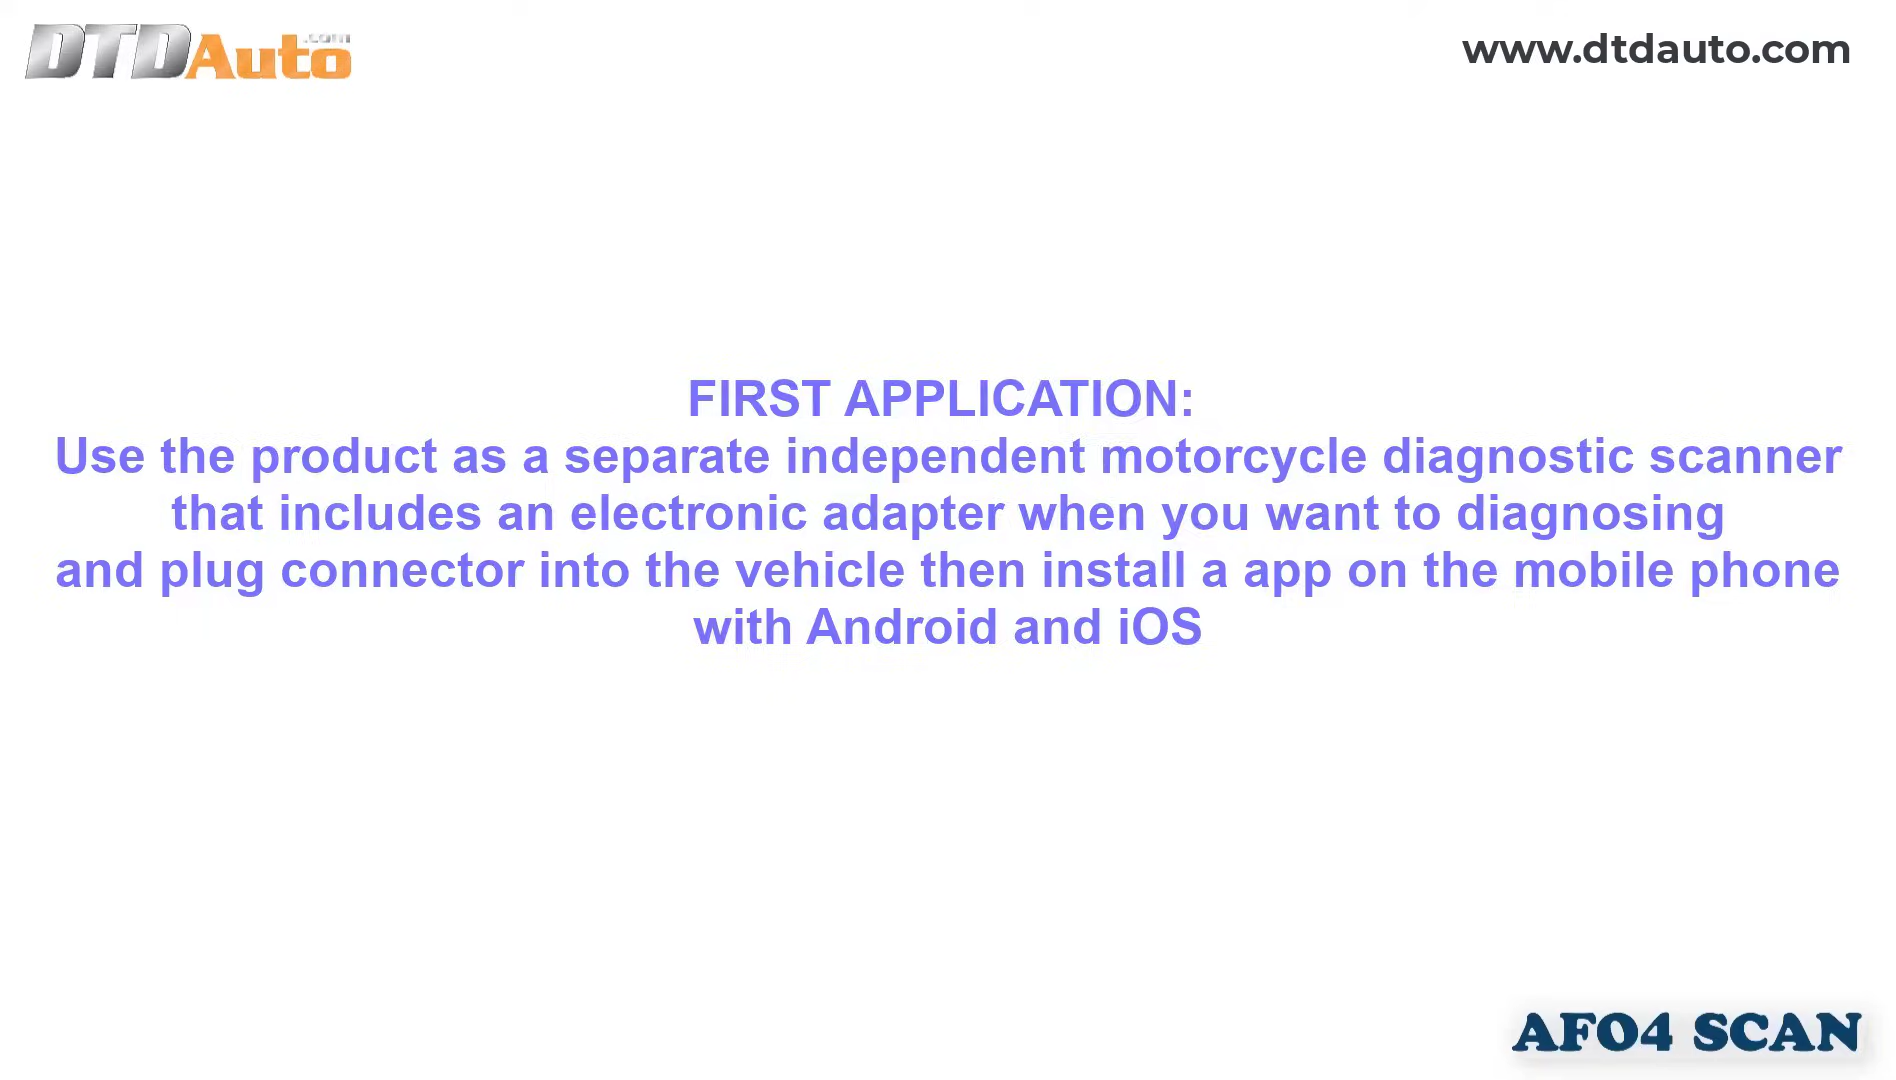 DTDAuto.com
www.dtdauto.com
FIRST APPLICATION:
Use the product as a separate independent motorcycle diagnostic scanner
that includes an electronic adapter when you want to diagnosing
and plug connector into the vehicle then install a app on the mobile phone
with Android and iOS
AF04 SCAN